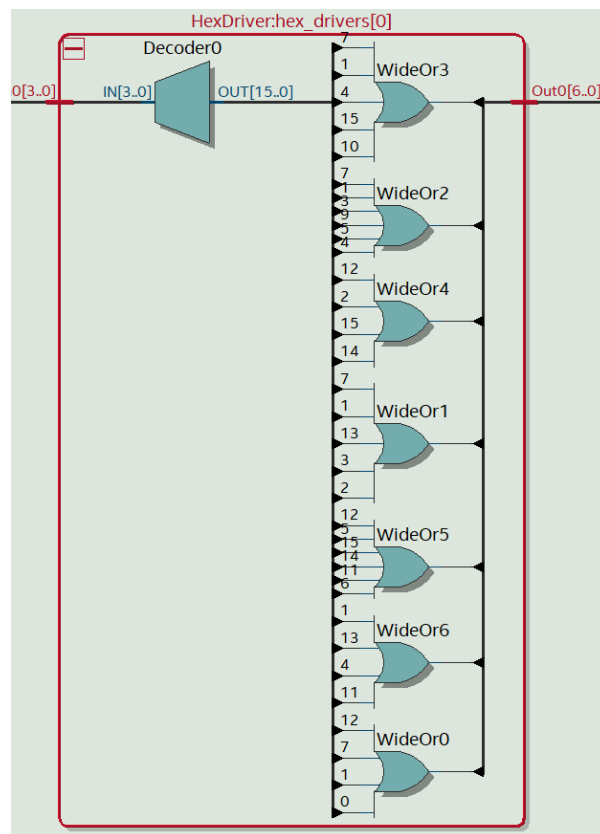 HexDriver:hex_drivers[0]
Decoder0
0[3..0]
IN[3..0]
OUT[15..0]
Out0[6..0]
7
1
WideOr3
4
15
10
7
1
3
WideOr2
9
5
4
12
WideOr4
2
15
14
7
1
WideOr1
13
3
2
12
5
WideOr5
15
14
11
6
1
WideOr6
13
4
11
12
WideOr0
7
1
0